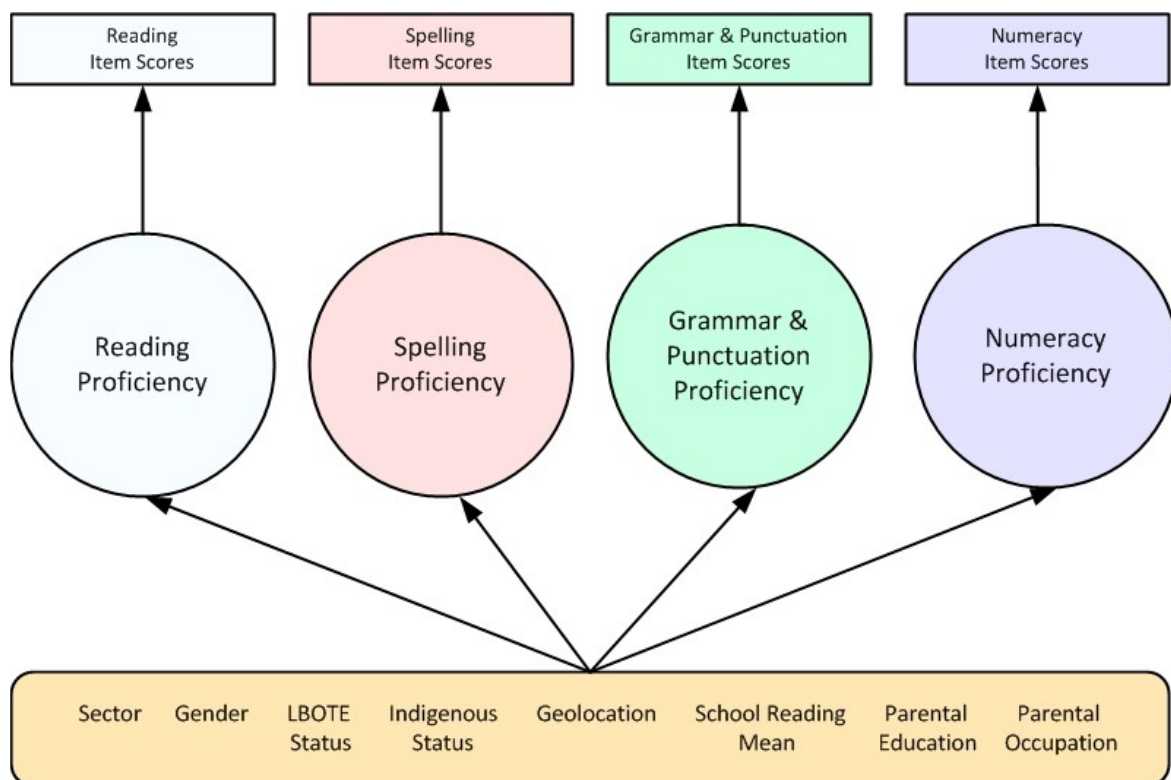 Reading
Item Scores
Spelling
Item Scores
Grammar & Punctuation
Item Scores
Numeracy
Item Scores
Reading
Proficiency
Spelling
Proficiency
Grammar &
Punctuation
Proficiency
Numeracy
Proficiency
Sector
Gender
LBOTE
Status
Indigenous
Status
Geolocation
School Reading
Mean
Parental
Education
Parental
Occupation